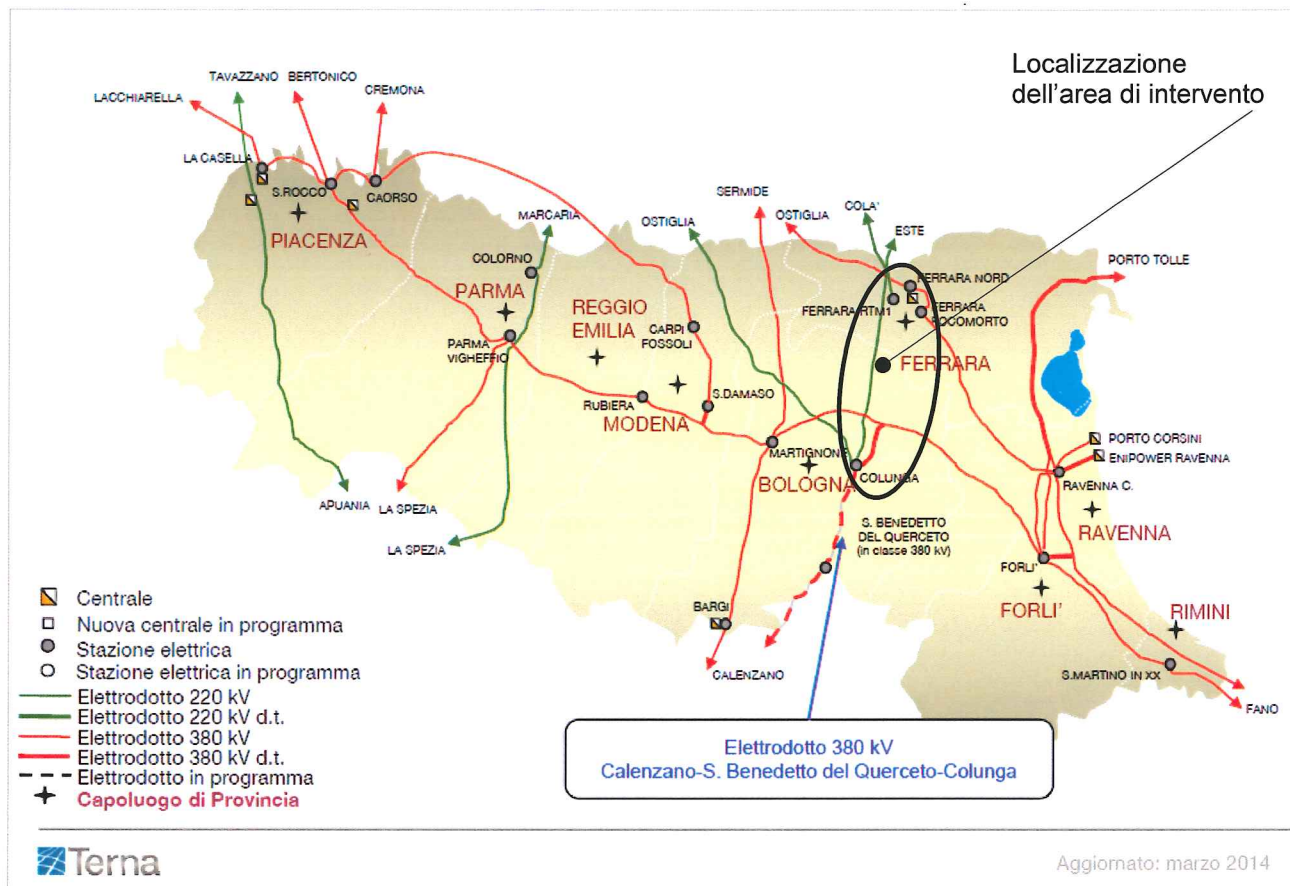 Localizzazione
dell'area di intervento
TAVAZZANO
BERTONICO
CREMONA
LACCHIARELLA
LA CASELLA
S.ROCCO
CAORSO
PIACENZA
SERMIDE
OSTIGLIA
COLA'
OSTIGLIA
MARCARIA
ESTE
COLORNO
PORTO TOLLE
FERRARA NORD
PARMA
FERRARA RTM1
FERRARA
FOCOMORTO
REGGIO
EMILIA
CARPI
FOSSOLI
PARMA
VIGHEFFIO
FERRARA
S.DAMASO
RUBIERA
MODENA
PORTO CORSINI
MARTIGNONE
ENIPOWER RAVENNA
COLUNGA
BOLOGNA
RAVENNA C.
APUANIA
LA SPEZIA
S. BENEDETTO
DEL QUERCETO
(in classe 380 kV)
RAVENNA
LA SPEZIA
FORLI'
BARGI
FORLI'
RIMINI
CALENZANO
S.MARTINO IN XX
FANO
Centrale
Nuova centrale in programma
Stazione elettrica
Stazione elettrica in programma
Elettrodotto 220 kV
Elettrodotto 220 kV d.t.
Elettrodotto 380 kV
Elettrodotto 380 kV d.t.
Elettrodotto in programma
Capoluogo di Provincia
Elettrodotto 380 kV
Calenzano-S. Benedetto del Querceto-Colunga
Terna
Aggiornato: marzo 2014